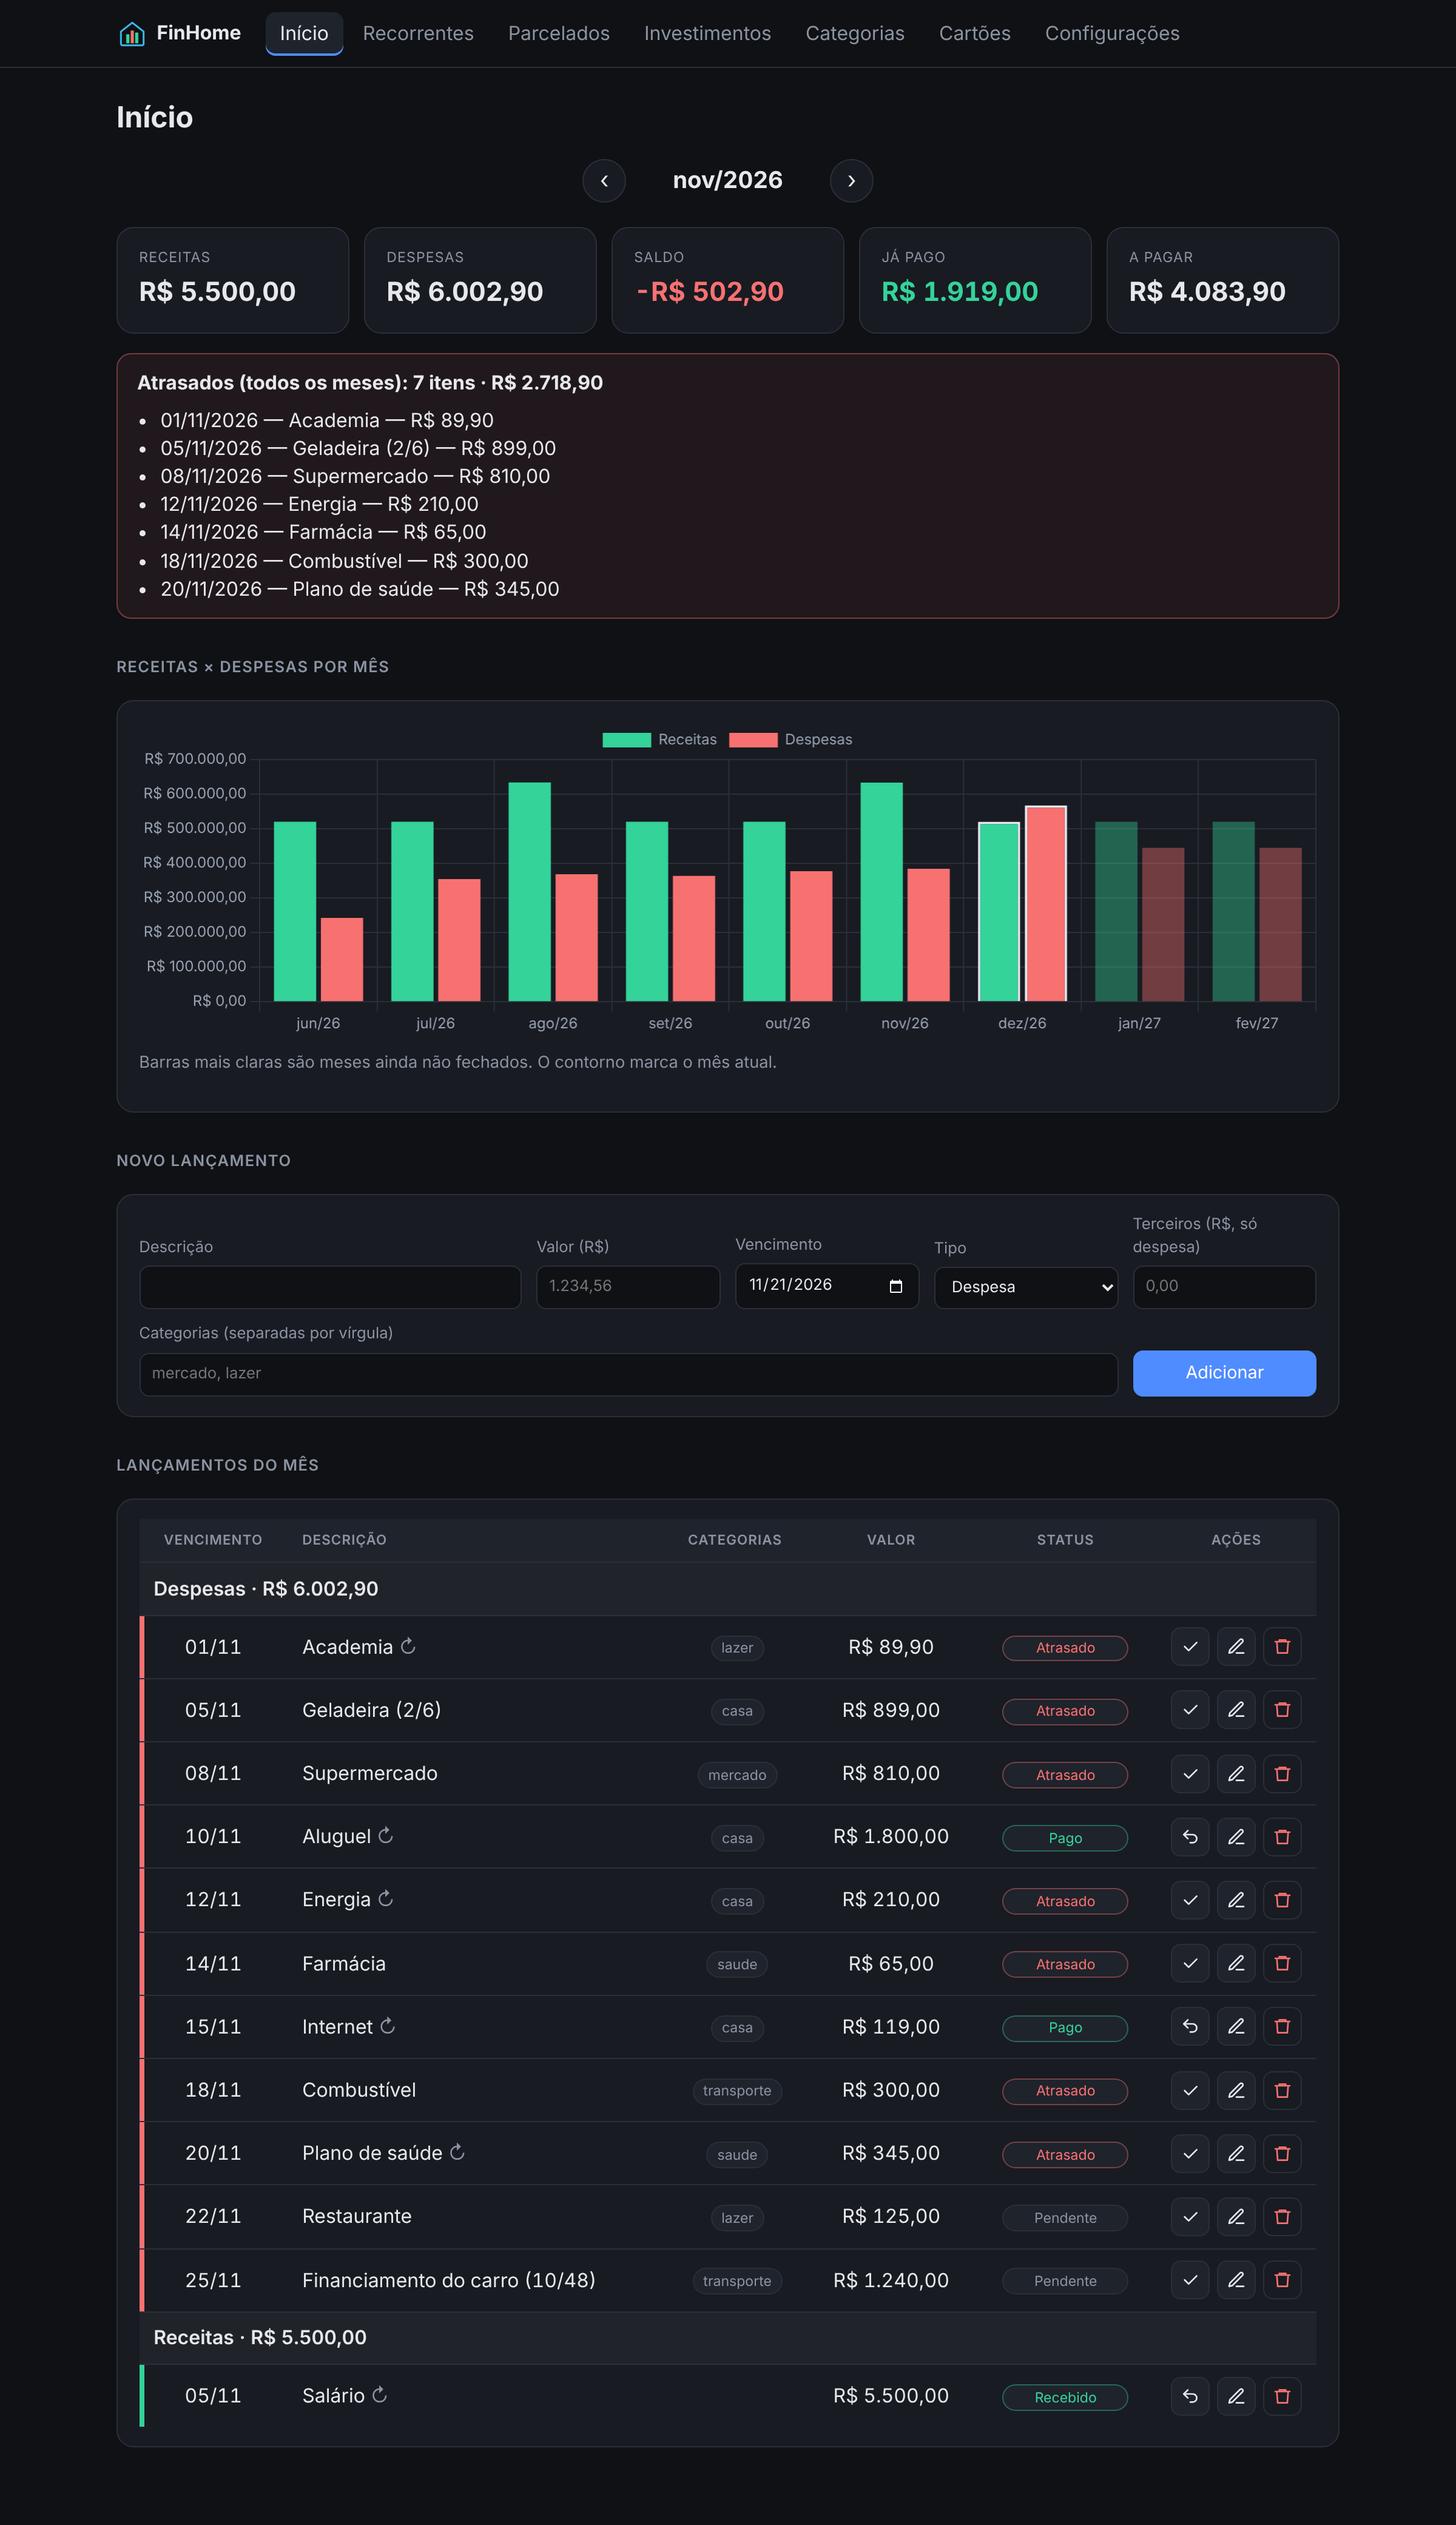 FinHome Início Recorrentes Parcelados Investimentos Categorias Cartões Configurações
Início
nov/2026
RECEITAS DESPESAS SALDO JÁ PAGO A PAGAR
R$ 5.500,00 R$ 6.002,90 -R$ 502,90 R$ 1.919,00 R$ 4.083,90
Atrasados (todos os meses): 7 itens · R$ 2.718,90
• 01/11/2026 — Academia — R$ 89,90
• 05/11/2026 — Geladeira (2/6) — R$ 899,00
• 08/11/2026 — Supermercado — R$ 810,00
• 12/11/2026 — Energia — R$ 210,00
• 14/11/2026 — Farmácia — R$ 65,00
• 18/11/2026 — Combustível — R$ 300,00
• 20/11/2026 — Plano de saúde — R$ 345,00
RECEITAS × DESPESAS POR MÊS
Receitas Despesas
R$ 700.000,00
R$ 600.000,00
R$ 500.000,00
R$ 400.000,00
R$ 300.000,00
R$ 200.000,00
R$ 100.000,00
R$ 0,00
jun/26 jul/26 ago/26 set/26 out/26 nov/26 dez/26 jan/27 fev/27
Barras mais claras são meses ainda não fechados. O contorno marca o mês atual.
NOVO LANÇAMENTO
Descrição Valor (R$) Vencimento Tipo Terceiros (R$, só
despesa)
1.234,56 11/21/2026 Despesa 0,00
Categorias (separadas por vírgula)
mercado, lazer Adicionar
LANÇAMENTOS DO MÊS
VENCIMENTO DESCRIÇÃO CATEGORIAS VALOR STATUS AÇÕES
Despesas · R$ 6.002,90
01/11 Academia lazer R$ 89,90 Atrasado
05/11 Geladeira (2/6) casa R$ 899,00 Atrasado
08/11 Supermercado mercado R$ 810,00 Atrasado
10/11 Aluguel casa R$ 1.800,00 Pago
12/11 Energia casa R$ 210,00 Atrasado
14/11 Farmácia saude R$ 65,00 Atrasado
15/11 Internet casa R$ 119,00 Pago
18/11 Combustível transporte R$ 300,00 Atrasado
20/11 Plano de saúde saude R$ 345,00 Atrasado
22/11 Restaurante lazer R$ 125,00 Pendente
25/11 Financiamento do carro (10/48) transporte R$ 1.240,00 Pendente
Receitas · R$ 5.500,00
05/11 Salário R$ 5.500,00 Recebido